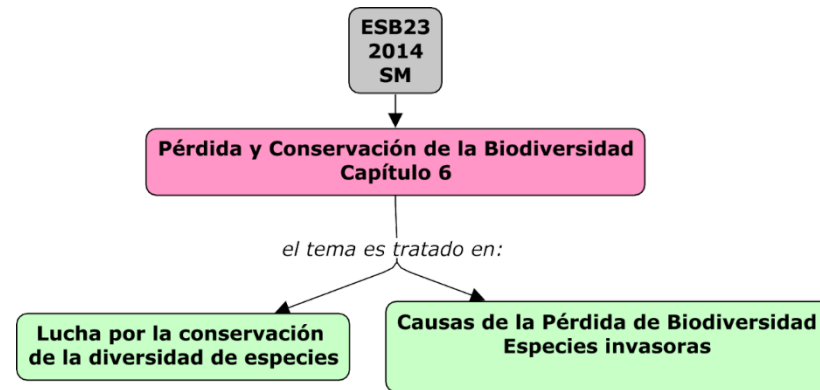 ESB23
2014
SM
Pérdida y Conservación de la Biodiversidad
Capítulo 6
el tema es tratado en:
Lucha por la conservación
de la diversidad de especies
Causas de la Pérdida de Biodiversidad
Especies invasoras